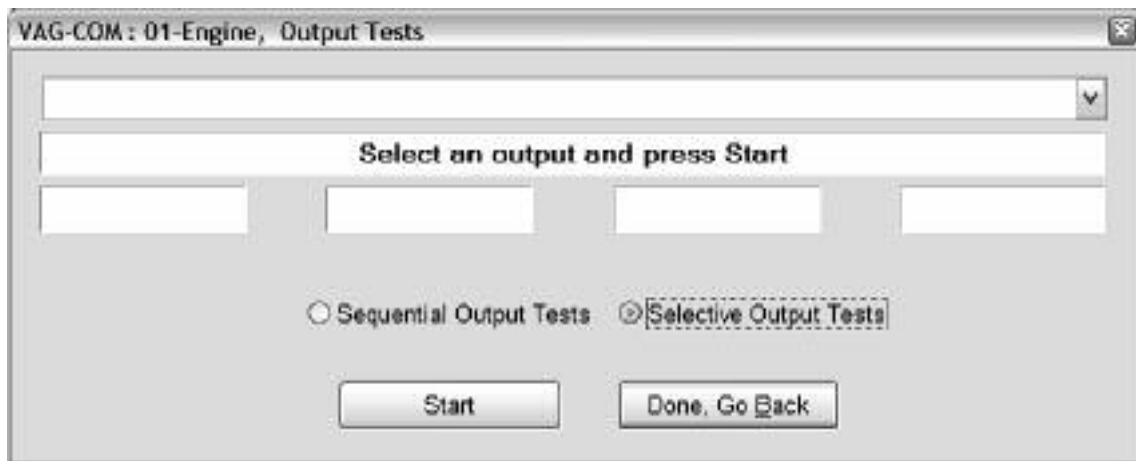 VAG-COM: 01-Engine, Output Tests
Select an output and press Start
Sequential Output Tests Selective Output Tests
Start Done, Go Back